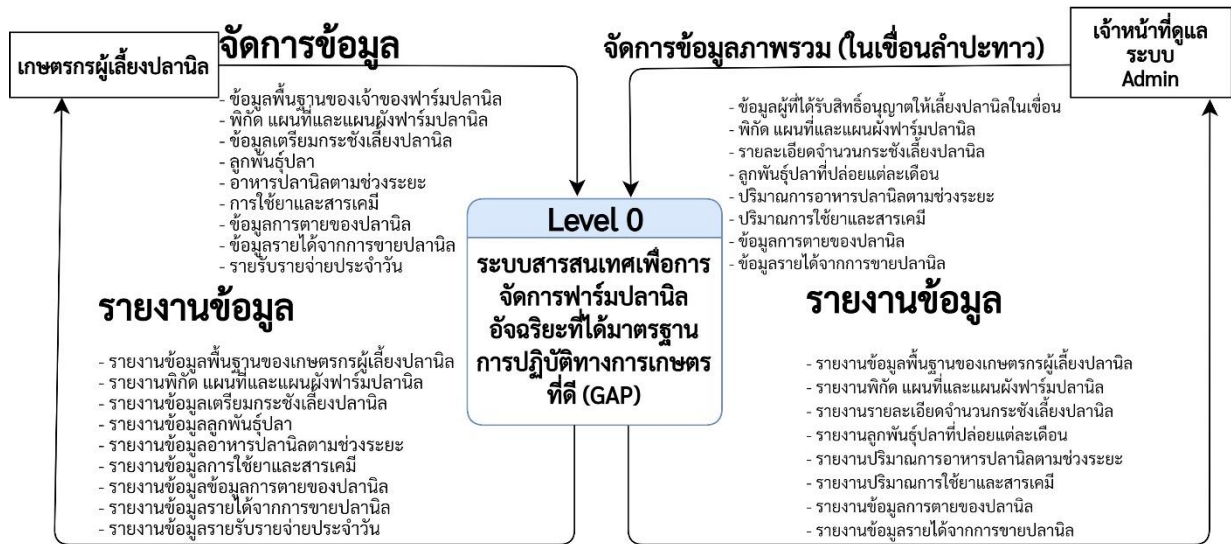 เกษตรกรผู้เลี้ยงปลานิล
จัดการข้อมูล
- ข้อมูลพื้นฐานของเจ้าของฟาร์มปลานิล
- พิกัด แผนที่และแผนผังฟาร์มปลานิล
- ข้อมูลเตรียมกระชังเลี้ยงปลานิล
- ลูกพันธุ์ปลา
- อาหารปลานิลตามช่วงระยะ
- การใช้ยาและสารเคมี
- ข้อมูลการตายของปลานิล
- ข้อมูลรายได้จากการขายปลานิล
- รายรับรายจ่ายประจำวัน
จัดการข้อมูลภาพรวม (ในเขื่อนลำปะทาว)
เจ้าหน้าที่ดูแล
ระบบ
Admin
- ข้อมูลผู้ที่ได้รับสิทธิ์อนุญาตให้เลี้ยงปลานิลในเขื่อน
- พิกัด แผนที่และแผนผังฟาร์มปลานิล
- รายละเอียดจำนวนกระชังเลี้ยงปลานิล
- ลูกพันธุ์ปลาที่ปล่อยแต่ละเดือน
- ปริมาณการอาหารปลานิลตามช่วงระยะ
- ปริมาณการใช้ยาและสารเคมี
- ข้อมูลการตายของปลานิล
- ข้อมูลรายได้จากการขายปลานิล
Level 0
ระบบสารสนเทศเพื่อการ
จัดการฟาร์มปลานิล
อัจฉริยะที่ได้มาตรฐาน
การปฏิบัติทางการเกษตร
ที่ดี (GAP)
รายงานข้อมูล
- รายงานข้อมูลพื้นฐานของเกษตรกรผู้เลี้ยงปลานิล
- รายงานพิกัด แผนที่และแผนผังฟาร์มปลานิล
- รายงานข้อมูลเตรียมกระชังเลี้ยงปลานิล
- รายงานข้อมูลลูกพันธุ์ปลา
- รายงานข้อมูลอาหารปลานิลตามช่วงระยะ
- รายงานข้อมูลการใช้ยาและสารเคมี
- รายงานข้อมูลข้อมูลการตายของปลานิล
- รายงานข้อมูลรายได้จากการขายปลานิล
- รายงานข้อมูลรายรับรายจ่ายประจำวัน
รายงานข้อมูล
- รายงานข้อมูลพื้นฐานของเกษตรกรผู้เลี้ยงปลานิล
- รายงานพิกัด แผนที่และแผนผังฟาร์มปลานิล
- รายงานรายละเอียดจำนวนกระชังเลี้ยงปลานิล
- รายงานลูกพันธุ์ปลาที่ปล่อยแต่ละเดือน
- รายงานปริมาณการอาหารปลานิลตามช่วงระยะ
- รายงานปริมาณการใช้ยาและสารเคมี
- รายงานข้อมูลการตายของปลานิล
- รายงานข้อมูลรายได้จากการขายปลานิล